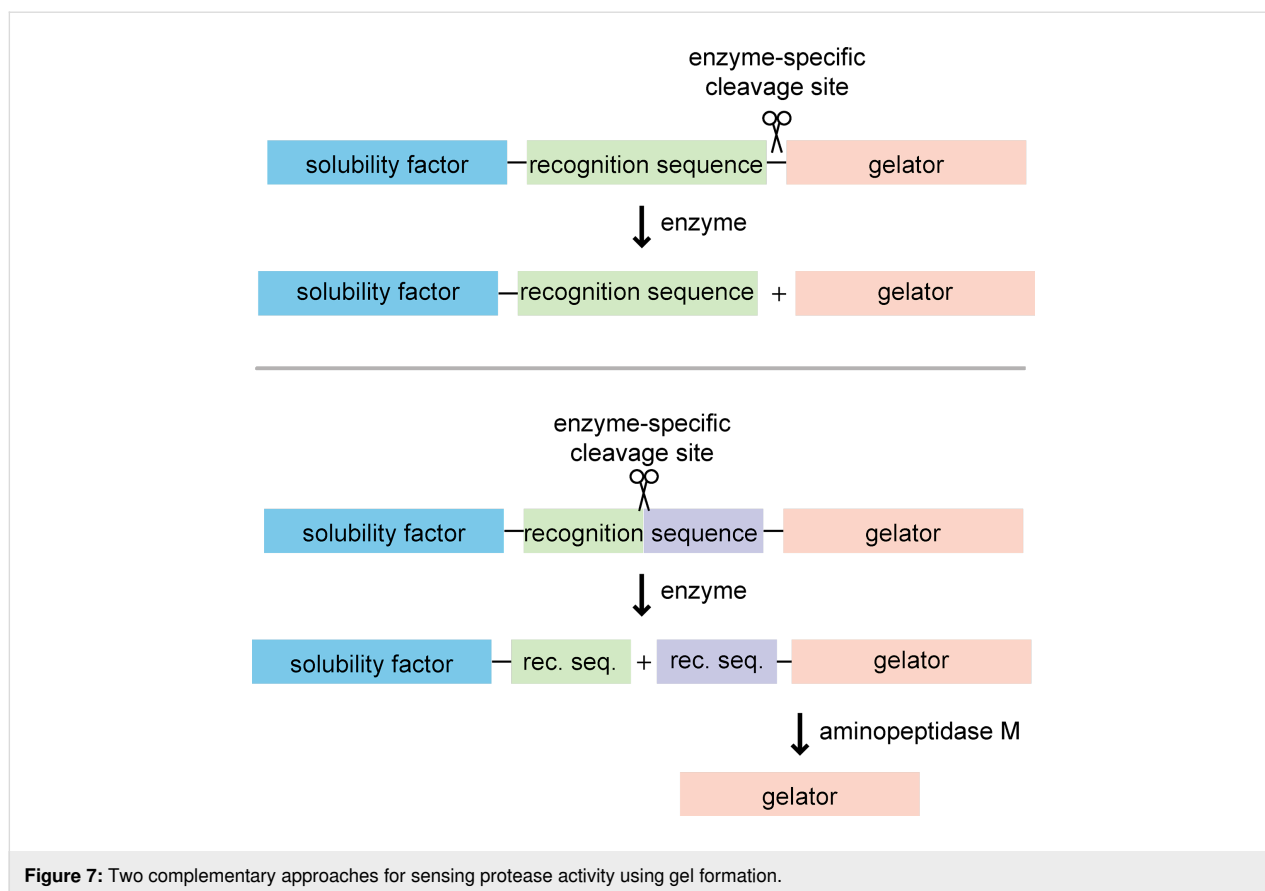 enzyme-specific
cleavage site
solubility factor recognition sequence gelator
enzyme
solubility factor recognition sequence + gelator
enzyme-specific
cleavage site
solubility factor recognition sequence gelator
enzyme
solubility factor rec. seq. + rec. seq. gelator
aminopeptidase M
gelator
Figure 7: Two complementary approaches for sensing protease activity using gel formation.